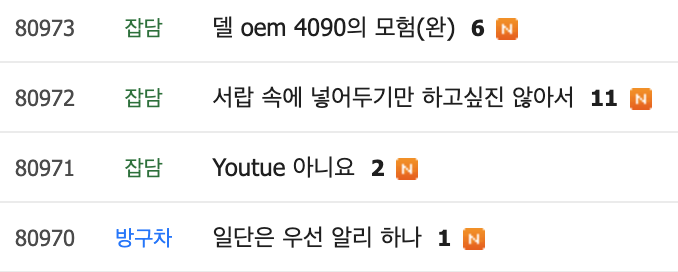 80973 잡담 델 oem 4090의 모험(완) 6 N
80972 잡담 서랍 속에 넣어두기만 하고싶진 않아서 11 N
80971 잡담 Youtue 아니요 2 N
80970 방구차 일단은 우선 알리 하나 1 N